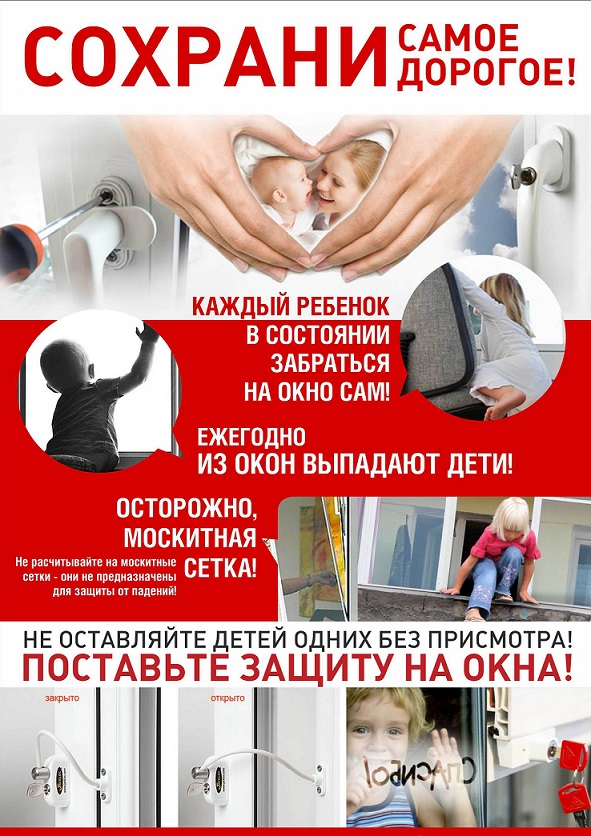 СОХРАНИ САМОЕ
ДОРОГОЕ!
КАЖДЫЙ РЕБЕНОК
В СОСТОЯНИИ
ЗАБРАТЬСЯ
НА ОКНО САМ!
ЕЖЕГОДНО
ИЗ ОКОН ВЫПАДАЮТ ДЕТИ!
ОСТОРОЖНО,
МОСКИТНАЯ
СЕТКА!
Не расчитывайте на москитные
сетки - они не предназначены
для защиты от падений!
НЕ ОСТАВЛЯЙТЕ ДЕТЕЙ ОДНИХ БЕЗ ПРИСМОТРА!
ПОСТАВЬТЕ ЗАЩИТУ НА ОКНА!
закрыто
открыто
СПАСИБО!